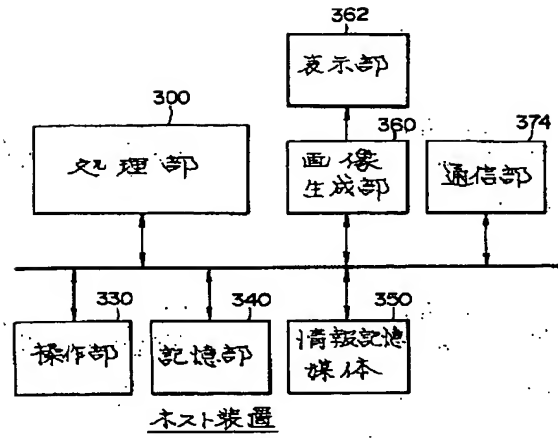 362
表示部
300
処理部
360
画像
生成部
374
通信部
330
操作部
340
記憶部
350
情報記憶
媒体
ホスト装置